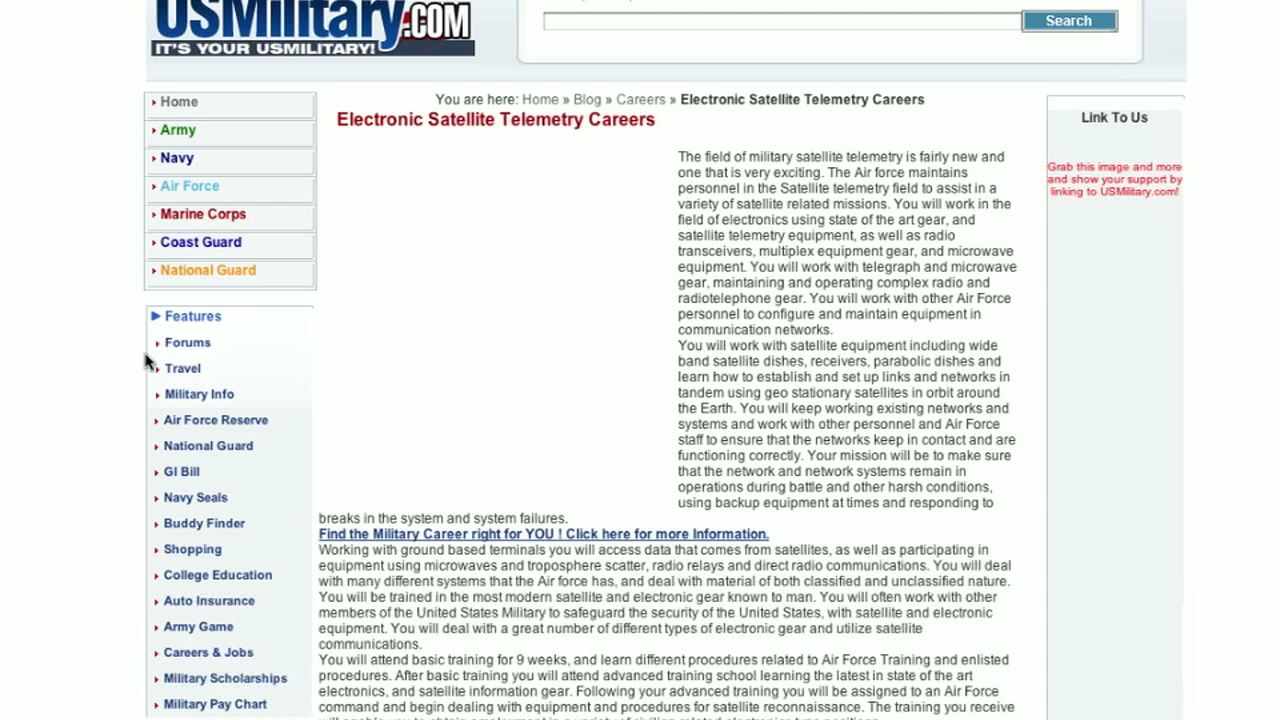 USMilitary.COM
IT'S YOUR USMILITARY!
Search
Home
Army
Navy
Air Force
Marine Corps
Coast Guard
National Guard
Features
Forums
Travel
Military Info
Air Force Reserve
National Guard
GI Bill
Navy Seals
Buddy Finder
Shopping
College Education
Auto Insurance
Army Game
Careers & Jobs
Military Scholarships
Military Pay Chart
You are here: Home » Blog » Careers » Electronic Satellite Telemetry Careers
Electronic Satellite Telemetry Careers
The field of military satellite telemetry is fairly new and
one that is very exciting. The Air force maintains
personnel in the Satellite telemetry field to assist in a
variety of satellite related missions. You will work in the
field of electronics using state of the art gear, and
satellite telemetry equipment, as well as radio
transceivers, multiplex equipment gear, and microwave
equipment. You will work with telegraph and microwave
gear, maintaining and operating complex radio and
radiotelephone gear. You will work with other Air Force
personnel to configure and maintain equipment in
communication networks.
You will work with satellite equipment including wide
band satellite dishes, receivers, parabolic dishes and
learn how to establish and set up links and networks in
tandem using geo stationary satellites in orbit around
the Earth. You will keep working existing networks and
systems and work with other personnel and Air Force
staff to ensure that the networks keep in contact and are
functioning correctly. Your mission will be to make sure
that the network and network systems remain in
operations during battle and other harsh conditions,
using backup equipment at times and responding to
breaks in the system and system failures.
Find the Military Career right for YOU ! Click here for more Information.
Working with ground based terminals you will access data that comes from satellites, as well as participating in
equipment using microwaves and troposphere scatter, radio relays and direct radio communications. You will deal
with many different systems that the Air force has, and deal with material of both classified and unclassified nature.
You will be trained in the most modern satellite and electronic gear known to man. You will often work with other
members of the United States Military to safeguard the security of the United States, with satellite and electronic
equipment. You will deal with a great number of different types of electronic gear and utilize satellite
communications.
You will attend basic training for 9 weeks, and learn different procedures related to Air Force Training and enlisted
procedures. After basic training you will attend advanced training school learning the latest in state of the art
electronics, and satellite information gear. Following your advanced training you will be assigned to an Air Force
command and begin dealing with equipment and procedures for satellite reconnaissance. The training you receive
Link To Us
Grab this image and more
and show your support by
linking to USMilitary.com!